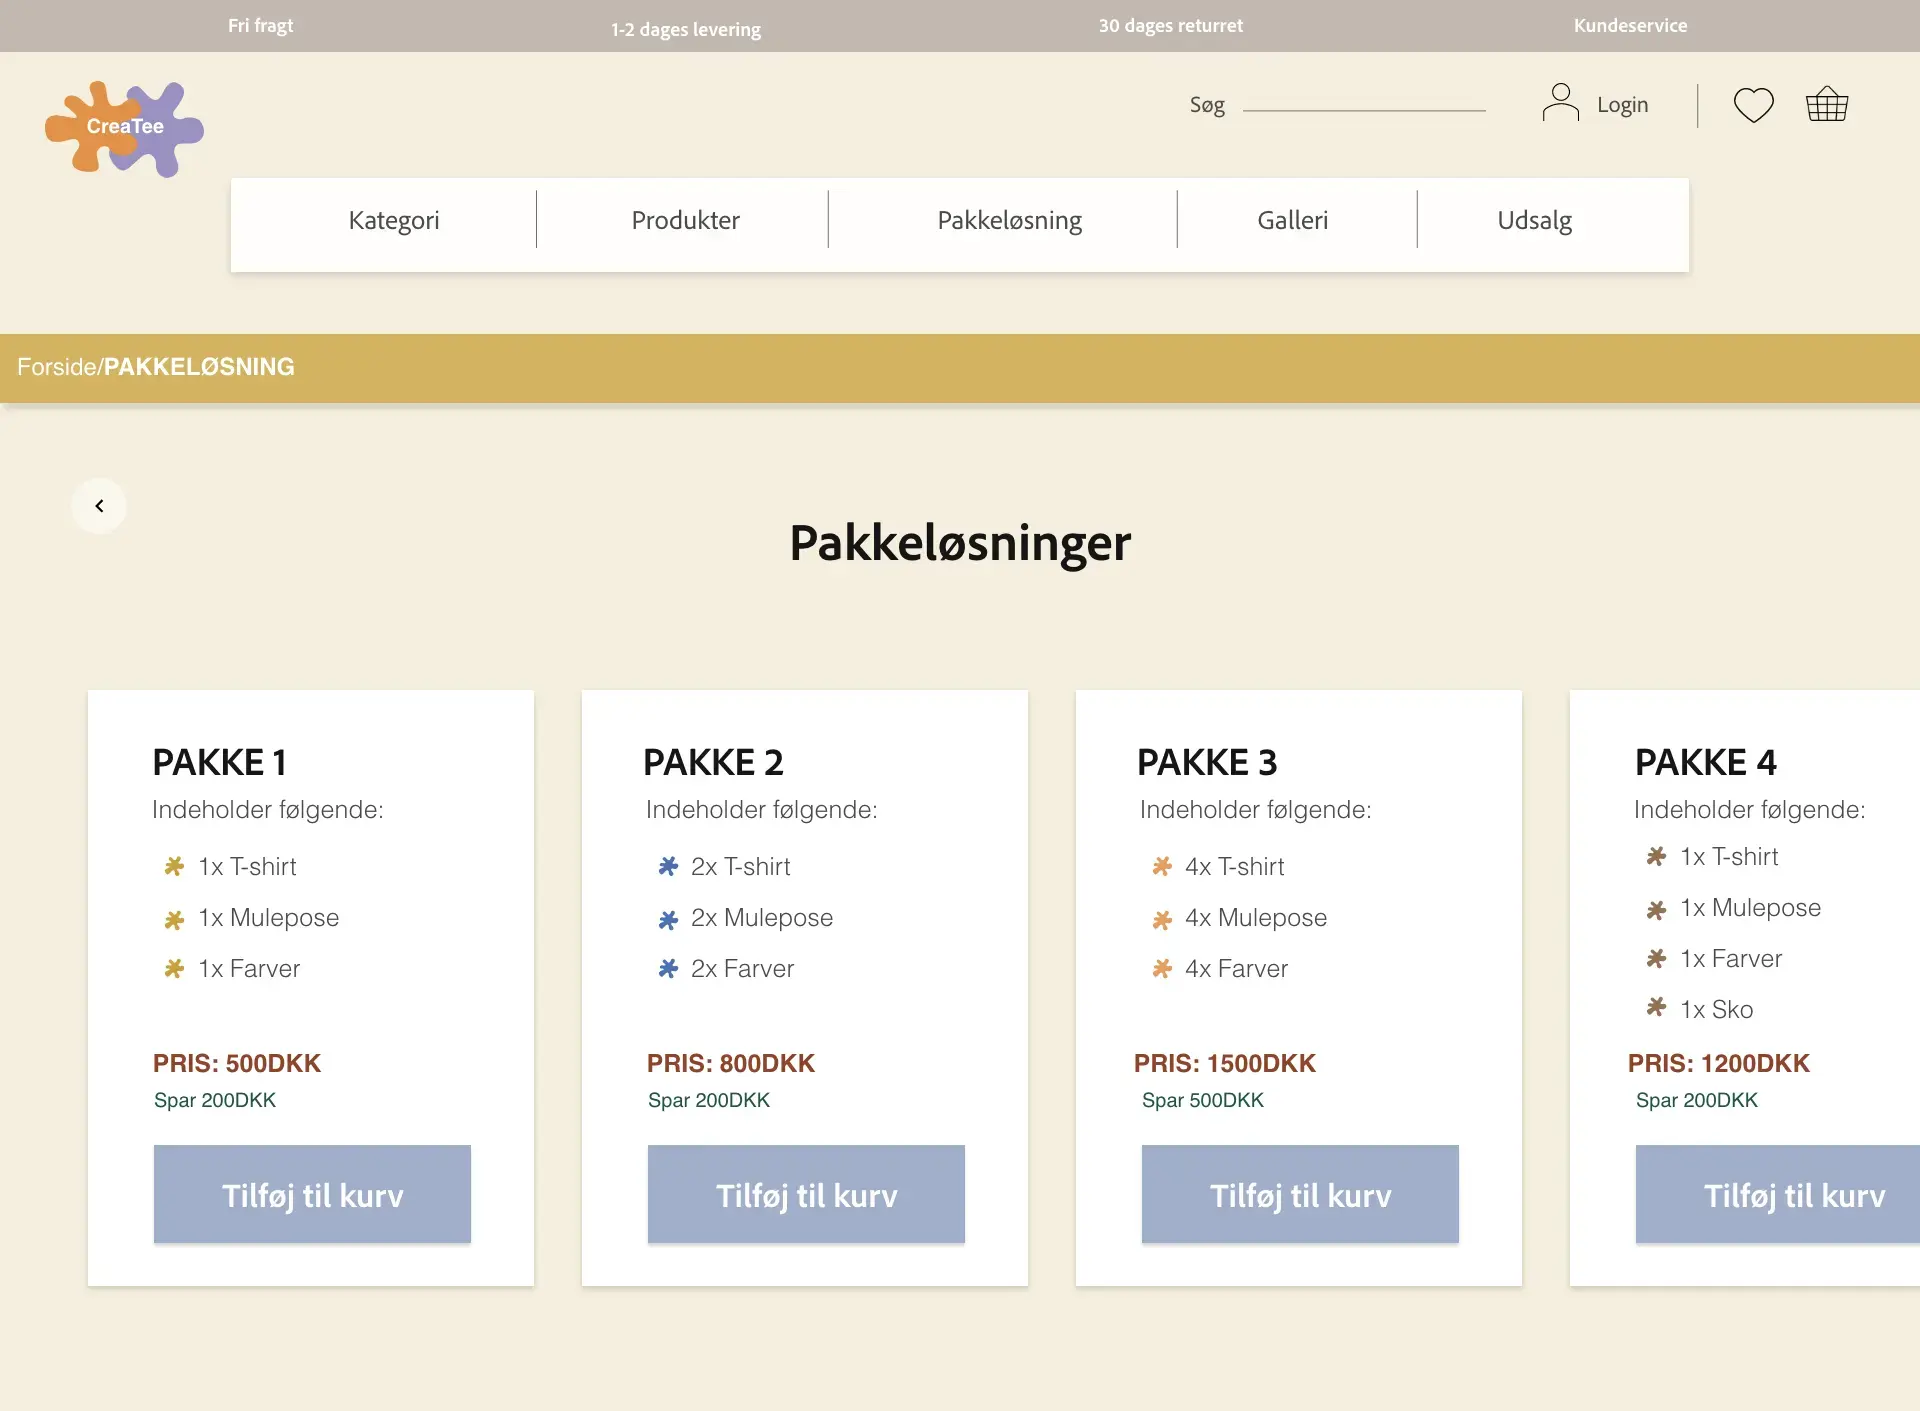 Fri fragt
1-2 dages levering
30 dages returret
Kundeservice
CreaTee
Søg
Login
Kategori
Produkter
Pakkeløsning
Galleri
Udsalg
Forside/PAKKELØSNING
Pakkeløsninger
PAKKE 1
Indeholder følgende:
1x T-shirt
1x Mulepose
1x Farver
PRIS: 500DKK
Spar 200DKK
Tilføj til kurv
PAKKE 2
Indeholder følgende:
2x T-shirt
2x Mulepose
2x Farver
PRIS: 800DKK
Spar 200DKK
Tilføj til kurv
PAKKE 3
Indeholder følgende:
4x T-shirt
4x Mulepose
4x Farver
PRIS: 1500DKK
Spar 500DKK
Tilføj til kurv
PAKKE 4
Indeholder følgende:
1x T-shirt
1x Mulepose
1x Farver
1x Sko
PRIS: 1200DKK
Spar 200DKK
Tilføj til kurv